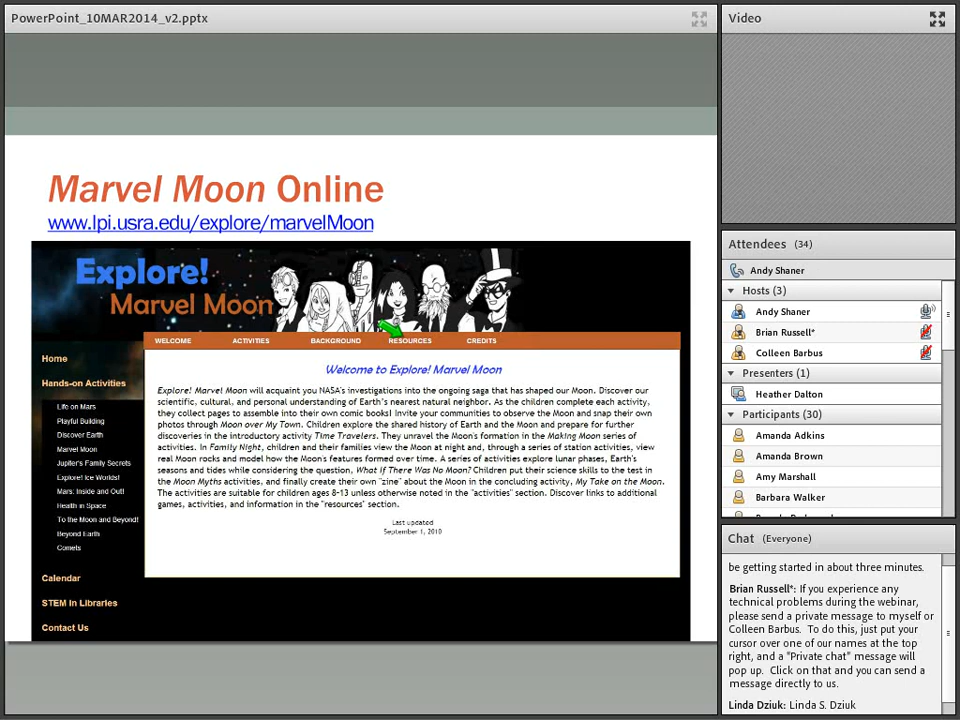 PowerPoint_10MAR2014_v2.pptx
Marvel Moon Online
www.lpi.usra.edu/explore/marvelMoon
Explore!
Marvel Moon
WELCOME ACTIVITIES BACKGROUND RESOURCES CREDITS
Home
Hands-on Activities
Life on Mars
Playful Building
Discover Earth
Marvel Moon
Jupiter's Family Secrets
Explore! Ice Worlds!
Mars: Inside and Out!
Health in Space
To the Moon and Beyond!
Beyond Earth
Comets
Calendar
STEM in Libraries
Contact Us
Welcome to Explore! Marvel Moon
Explore! Marvel Moon will acquaint you NASA's investigations into the ongoing saga that has shaped our Moon. Discover our
scientific, cultural, and personal understanding of Earth's nearest natural neighbor. As the children complete each activity,
they collect pages to assemble into their own comic books! Invite your communities to observe the Moon and snap their own
photos through Moon over My Town. Children explore the shared history of Earth and the Moon and prepare for further
discoveries in the introductory activity Time Travelers. They unravel the Moon's formation in the Making Moon series of
activities. In Family Night, children and their families view the Moon at night and, through a series of station activities, view
real Moon rocks and model how the Moon's features formed over time. A series of activities explore lunar phases, Earth's
seasons and tides while considering the question, What If There Was No Moon? Children put their science skills to the test in
the Moon Myths activities, and finally create their own "zine" about the Moon in the concluding activity, My Take on the Moon.
The activities are suitable for children ages 8-13 unless otherwise noted in the "activities" section. Discover links to additional
games, activities, and information in the "resources" section.
Last updated
September 1, 2010
Video
Attendees (34)
Andy Shaner
Hosts (3)
Andy Shaner
Brian Russell*
Colleen Barbus
Presenters (1)
Heather Dalton
Participants (30)
Amanda Adkins
Amanda Brown
Amy Marshall
Barbara Walker
Chat (Everyone)
be getting started in about three minutes.
Brian Russell*: If you experience any
technical problems during the webinar,
please send a private message to myself or
Colleen Barbus. To do this, just put your
cursor over one of our names at the top
right, and a "Private chat" message will
pop up. Click on that and you can send a
message directly to us.
Linda Dziuk: Linda S. Dziuk